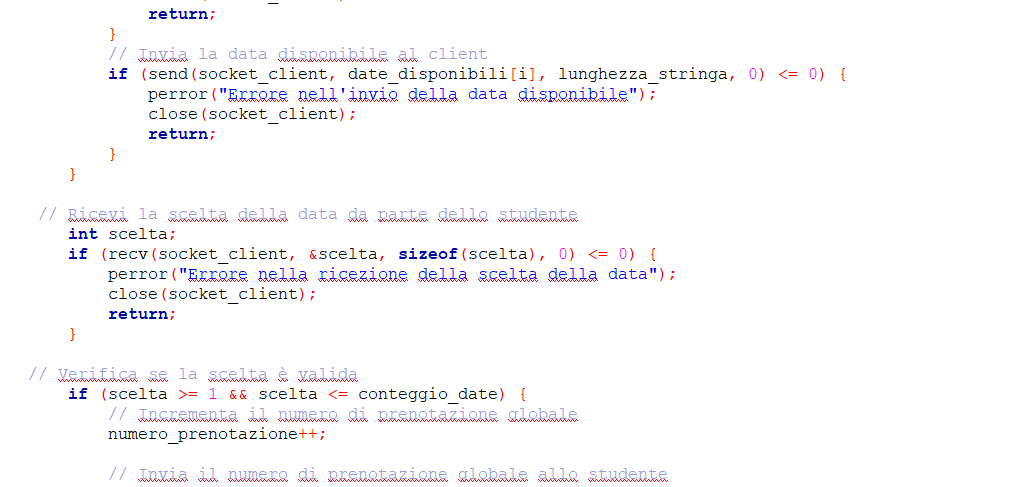 return;
}
// Invia la data disponibile al client
if (send(socket_client, date_disponibili[i], lunghezza_stringa, 0) <= 0) {
perror("Errore nell'invio della data disponibile");
close(socket_client);
return;
}
}
// Ricevi la scelta della data da parte dello studente
int scelta;
if (recv(socket_client, &scelta, sizeof(scelta), 0) <= 0) {
perror("Errore nella ricezione della scelta della data");
close(socket_client);
return;
}
// Verifica se la scelta è valida
if (scelta >= 1 && scelta <= conteggio_date) {
// Incrementa il numero di prenotazione globale
numero_prenotazione++;
// Invia il numero di prenotazione globale allo studente